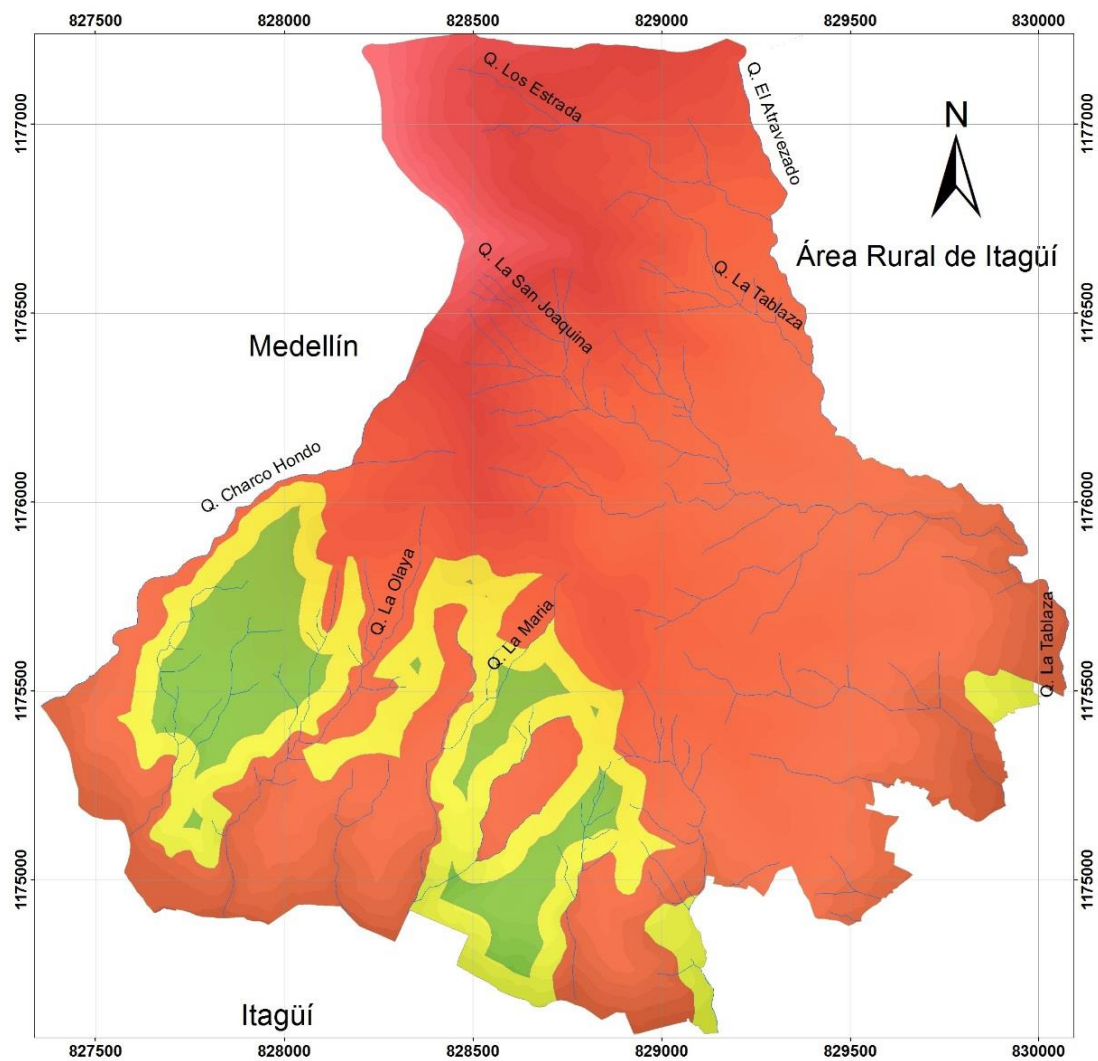 827500 828000 828500 829000 829500 830000
Q. Los Estrada
Q. El Atravezado
1177000
1177000
N
Área Rural de Itagüí
Q. La San Joaquina
Q. La Tablaza
1176500
1176500
Medellín
Q. Charco Hondo
1176000
1176000
Q. La Olaya
Q. La Maria
Q. La Tablaza
1175500
1175500
1175000
1175000
Itagüí
827500 828000 828500 829000 829500 830000